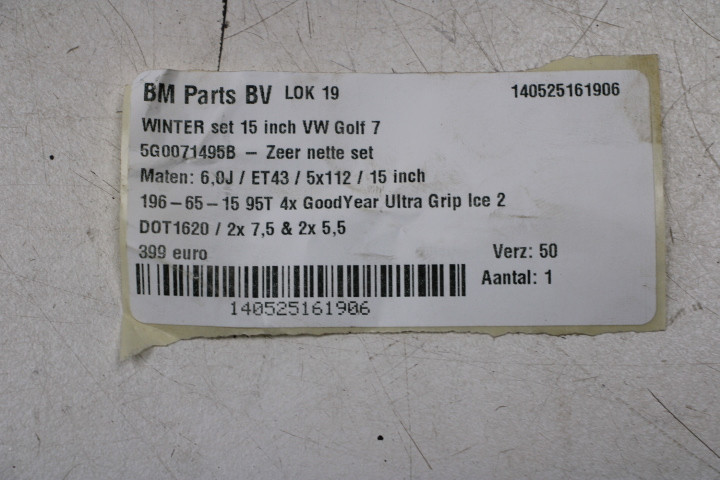 BM Parts BV LOK 19 140525161906
WINTER set 15 inch VW Golf 7
5G0071495B – Zeer nette set
Maten: 6,0J / ET43 / 5x112 / 15 inch
196–65–15 95T 4x GoodYear Ultra Grip Ice 2
DOT1620 / 2x 7,5 & 2x 5,5
399 euro Verz: 50
Aantal: 1
140525161906